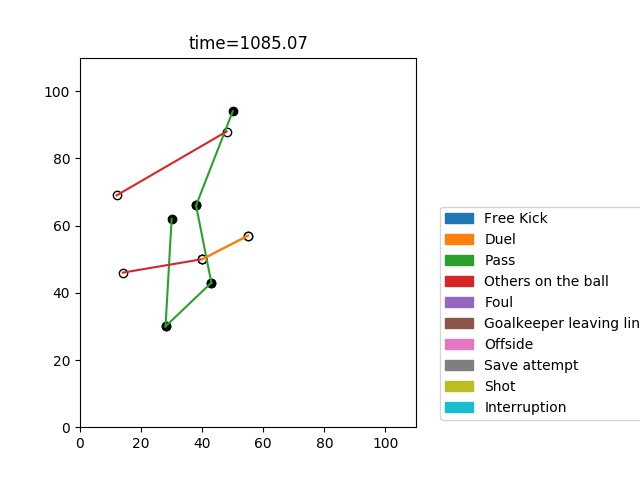 time=1085.07
100
80
60
40
20
0
0 20 40 60 80 100
Free Kick
Duel
Pass
Others on the ball
Foul
Goalkeeper leaving lin
Offside
Save attempt
Shot
Interruption